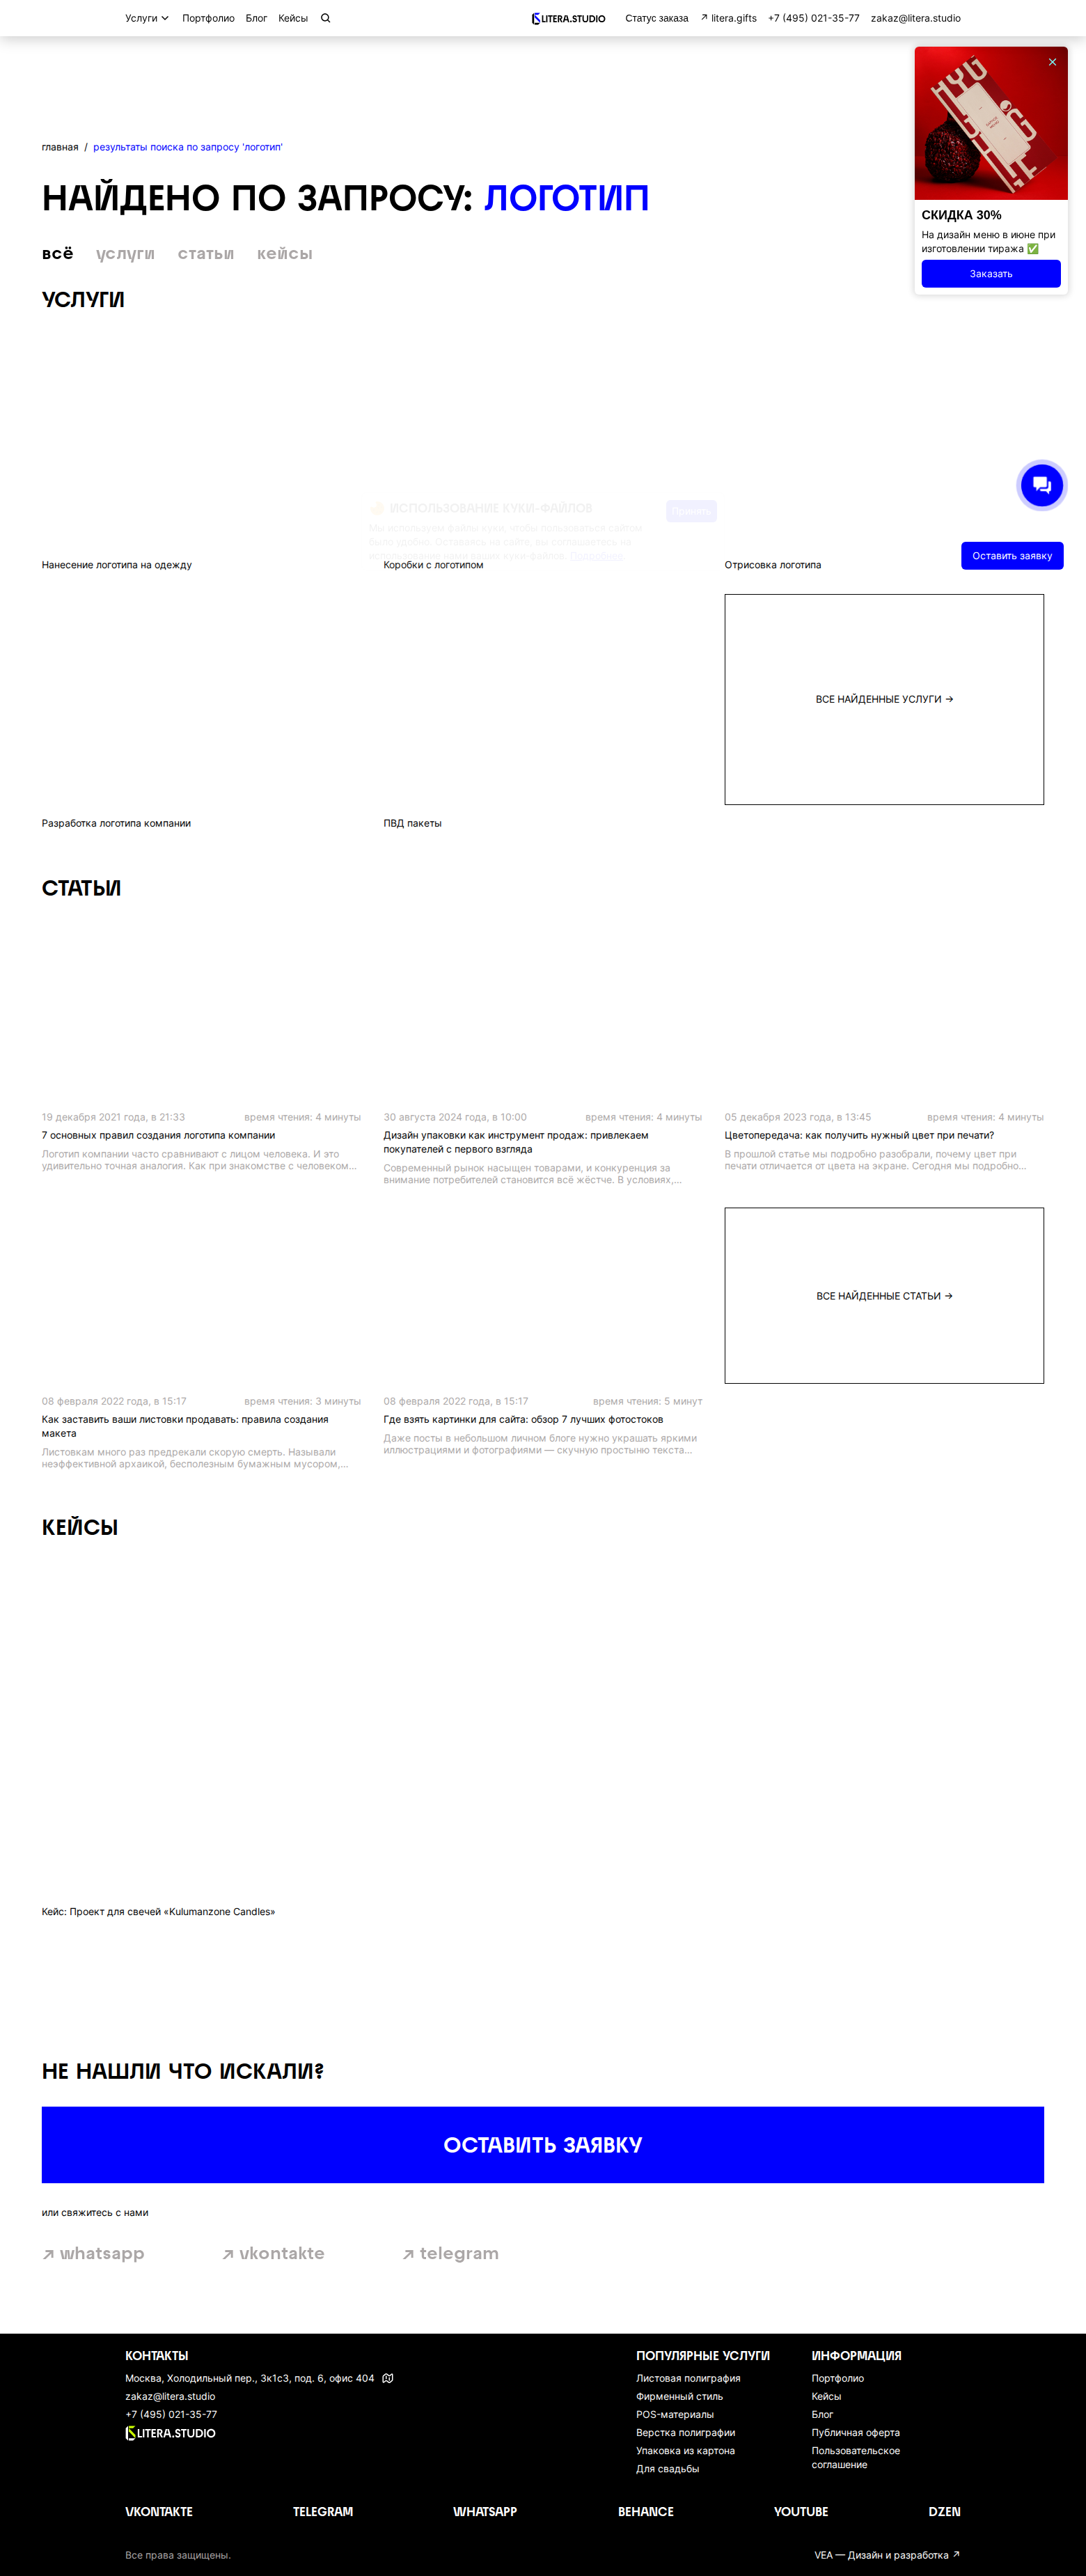 Услуги Портфолио Блог Кейсы
LITERA.STUDIO Статус заказа ↗ litera.gifts +7 (495) 021-35-77 zakaz@litera.studio
главная / результаты поиска по запросу 'логотип'
НАЙДЕНО ПО ЗАПРОСУ: ЛОГОТИП
СКИДКА 30%
На дизайн меню в июне при
изготовлении тиража ✅
Заказать
всё услуги статьи кейсы
УСЛУГИ
ИСПОЛЬЗОВАНИЕ КУКИ-ФАЙЛОВ
Принять
Мы используем файлы куки, чтобы пользоваться сайтом
было удобно. Оставаясь на сайте, вы соглашаетесь на
использование нами ваших куки-файлов. Подробнее
Оставить заявку
Нанесение логотипа на одежду
Коробки с логотипом
Отрисовка логотипа
ВСЕ НАЙДЕННЫЕ УСЛУГИ →
Разработка логотипа компании
ПВД пакеты
СТАТЬИ
19 декабря 2021 года, в 21:33 время чтения: 4 минуты
7 основных правил создания логотипа компании
Логотип компании часто сравнивают с лицом человека. И это
удивительно точная аналогия. Как при знакомстве с человеком...
30 августа 2024 года, в 10:00 время чтения: 4 минуты
Дизайн упаковки как инструмент продаж: привлекаем
покупателей с первого взгляда
Современный рынок насыщен товарами, и конкуренция за
внимание потребителей становится всё жёстче. В условиях,...
05 декабря 2023 года, в 13:45 время чтения: 4 минуты
Цветопередача: как получить нужный цвет при печати?
В прошлой статье мы подробно разобрали, почему цвет при
печати отличается от цвета на экране. Сегодня мы подробно...
ВСЕ НАЙДЕННЫЕ СТАТЬИ →
08 февраля 2022 года, в 15:17 время чтения: 3 минуты
Как заставить ваши листовки продавать: правила создания
макета
Листовкам много раз предрекали скорую смерть. Называли
неэффективной архаикой, бесполезным бумажным мусором,...
08 февраля 2022 года, в 15:17 время чтения: 5 минут
Где взять картинки для сайта: обзор 7 лучших фотостоков
Даже посты в небольшом личном блоге нужно украшать яркими
иллюстрациями и фотографиями — скучную простыню текста...
КЕЙСЫ
Кейс: Проект для свечей «Kulumanzone Candles»
НЕ НАШЛИ ЧТО ИСКАЛИ?
ОСТАВИТЬ ЗАЯВКУ
или свяжитесь с нами
↗ whatsapp ↗ vkontakte ↗ telegram
КОНТАКТЫ
Москва, Холодильный пер., 3к1с3, под. 6, офис 404
zakaz@litera.studio
+7 (495) 021-35-77
LITERA.STUDIO
ПОПУЛЯРНЫЕ УСЛУГИ
Листовая полиграфия
Фирменный стиль
POS-материалы
Верстка полиграфии
Упаковка из картона
Для свадьбы
ИНФОРМАЦИЯ
Портфолио
Кейсы
Блог
Публичная оферта
Пользовательское
соглашение
VKONTAKTE TELEGRAM WHATSAPP BEHANCE YOUTUBE DZEN
Все права защищены.
VEA — Дизайн и разработка ↗